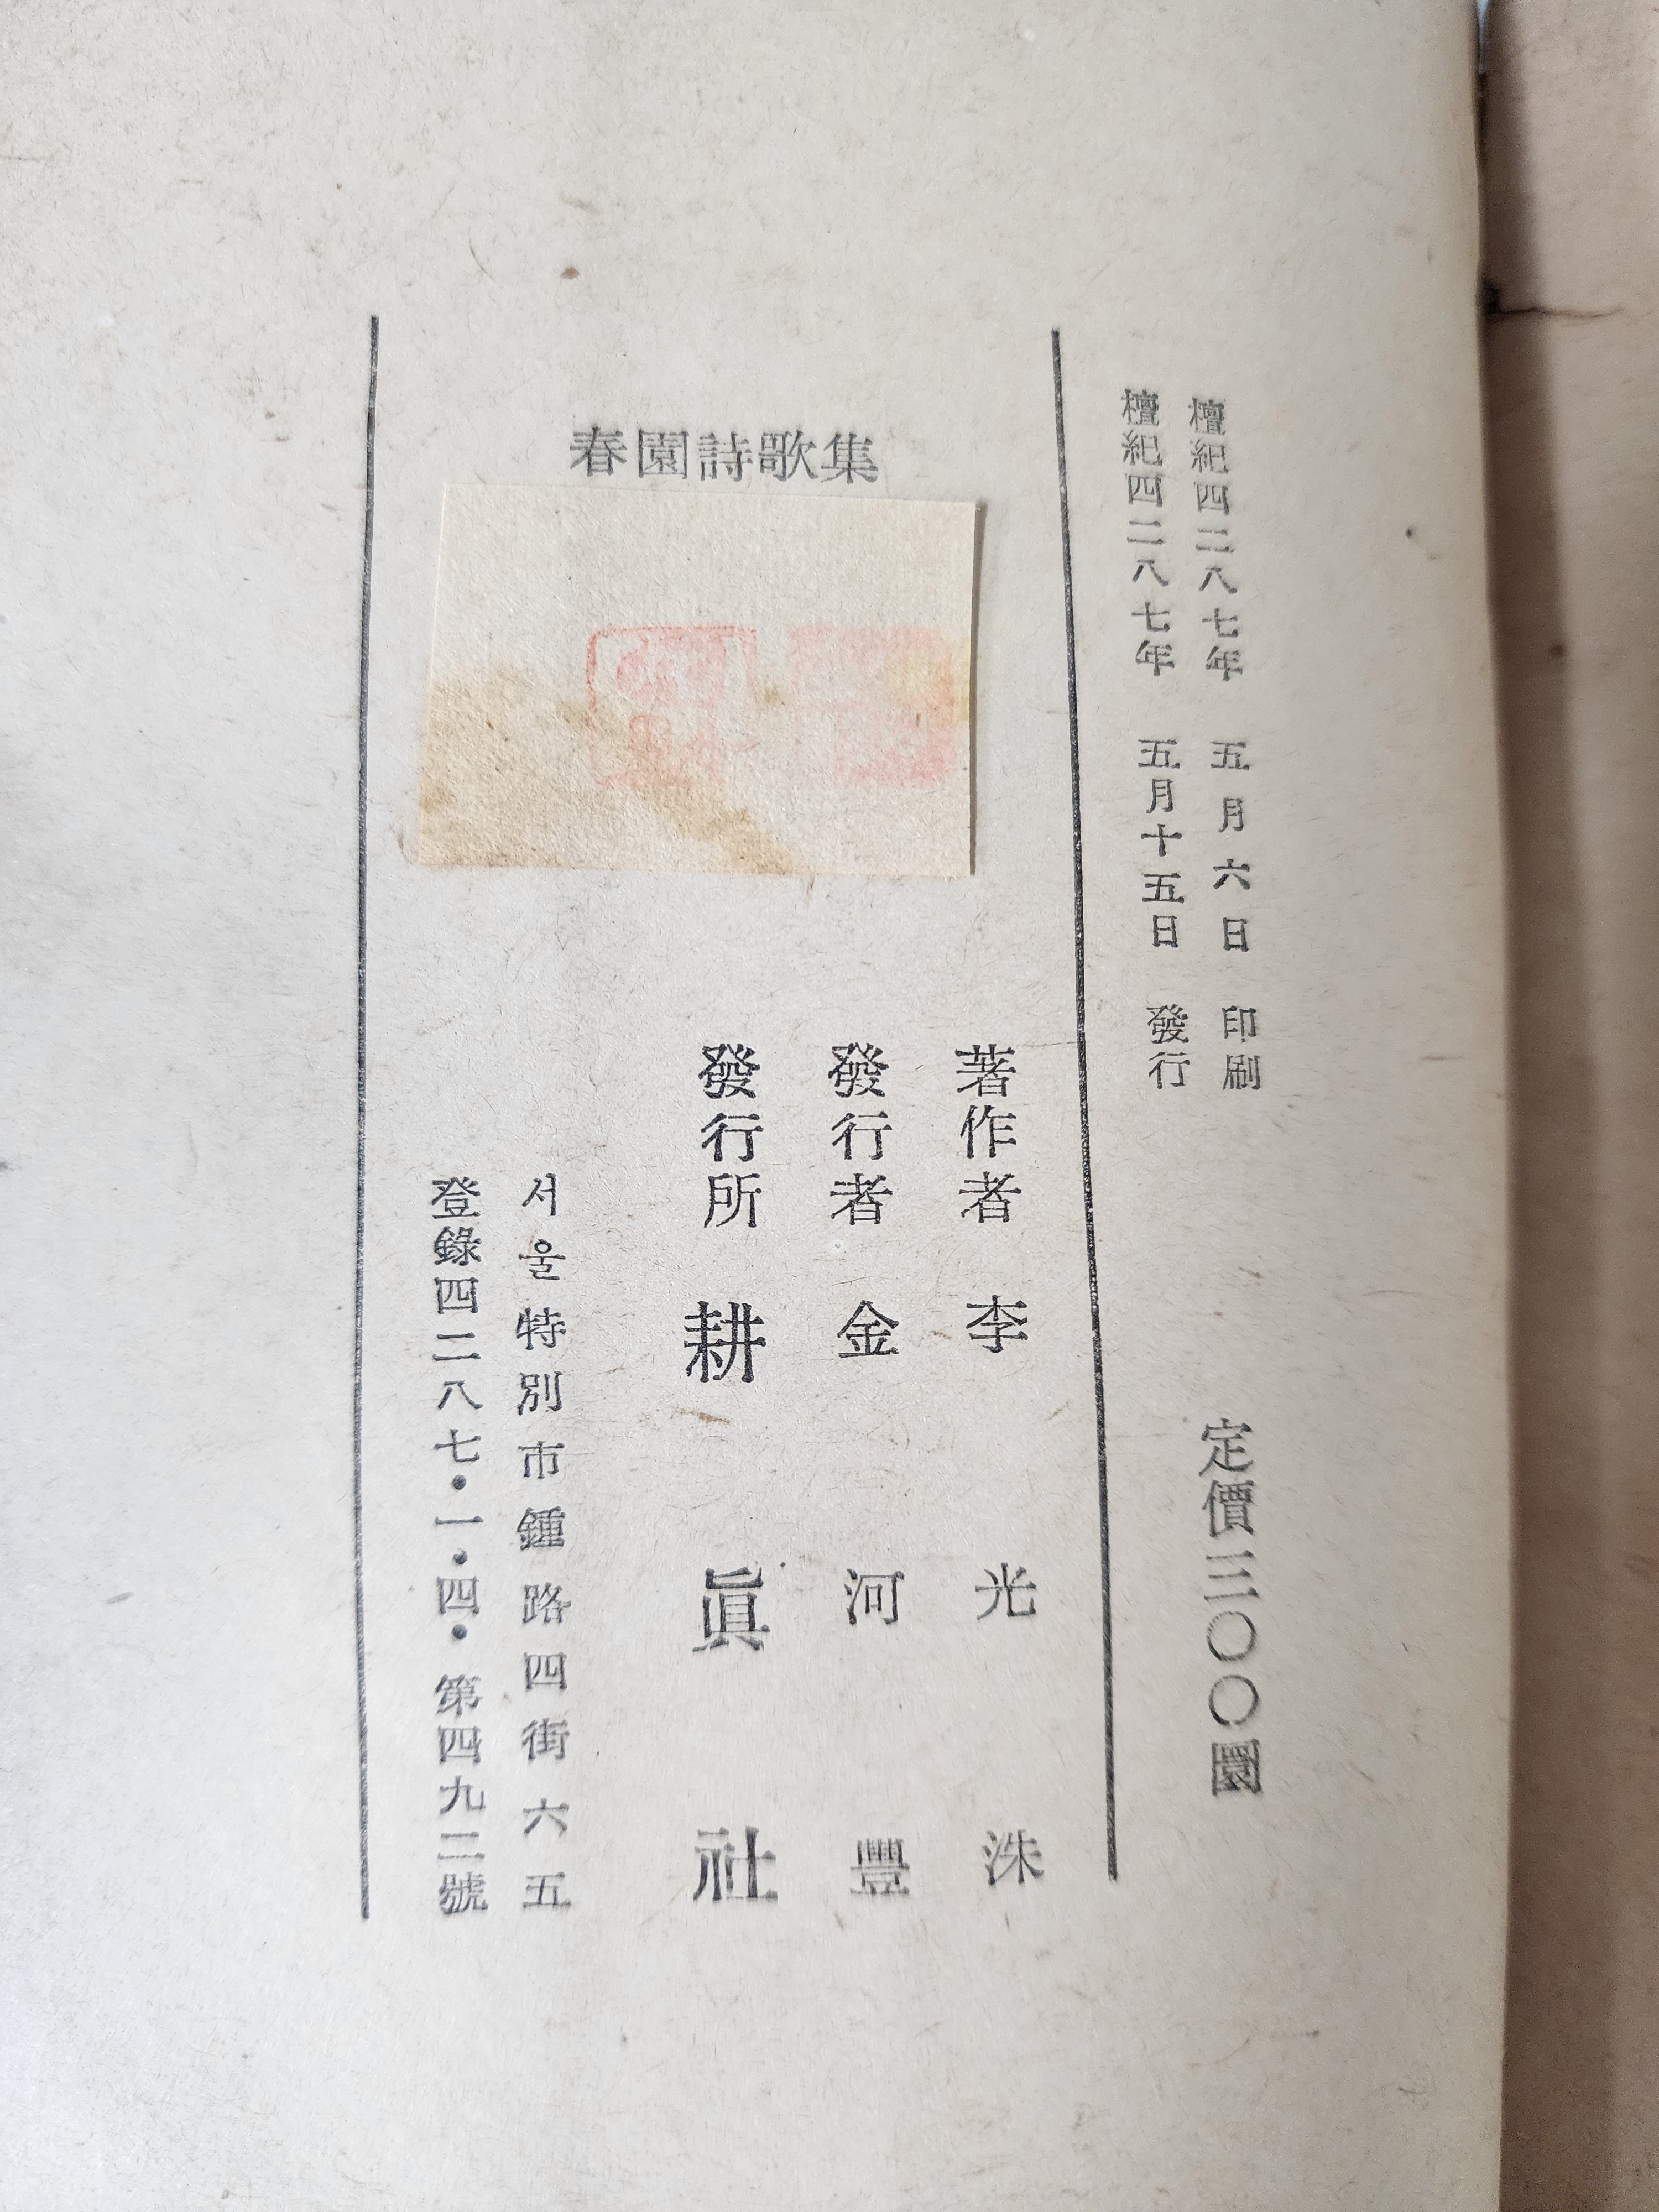 檀紀四二八七年 五月六日 印刷
檀紀四二八七年 五月十五日 發行
定價三〇〇圜
春園詩歌集
著作者 李光洙
發行者 金河豐
發行所 耕眞社
서울特別市鍾路四街六五
登錄四二八七·一·四·第四九二號